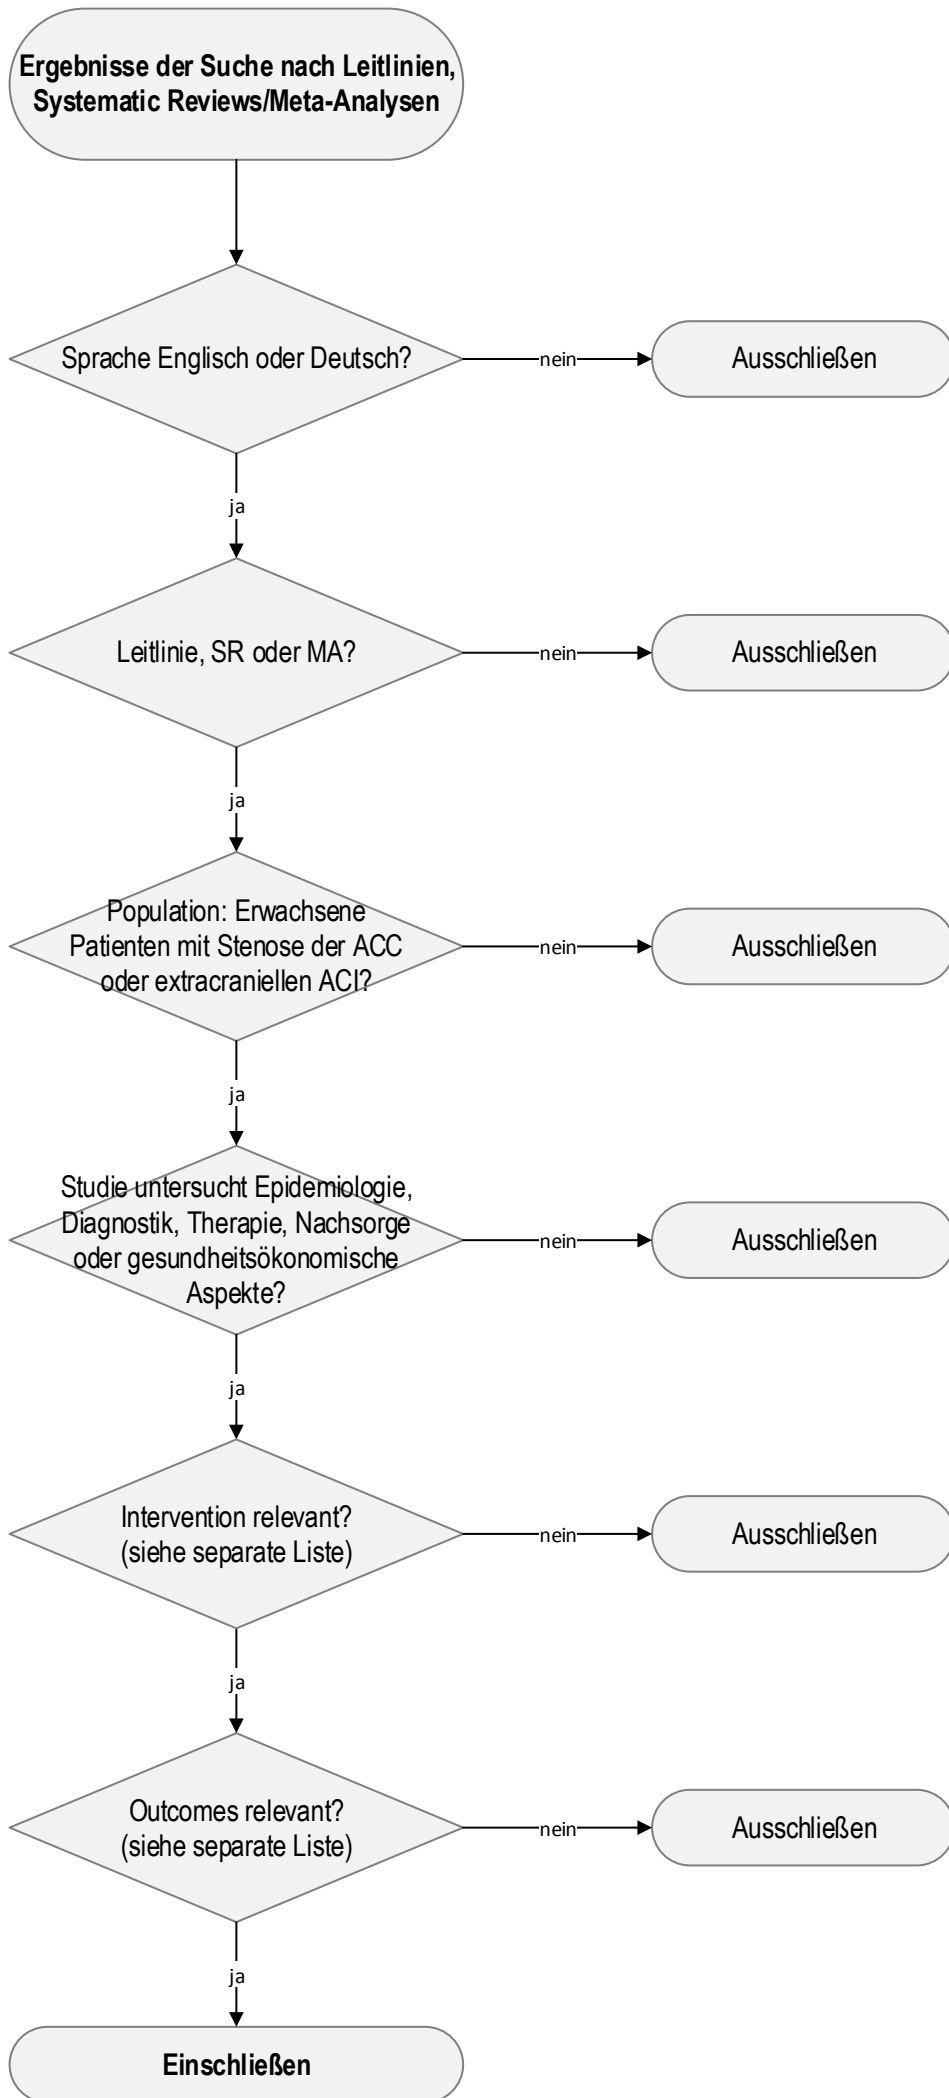 Ergebnisse der Suche nach Leitlinien,
Systematic Reviews/Meta-Analysen
Sprache Englisch oder Deutsch?
nein
Ausschließen
ja
Leitlinie, SR oder MA?
nein
Ausschließen
ja
Population: Erwachsene
Patienten mit Stenose der ACC
oder extracraniellen ACI?
nein
Ausschließen
ja
Studie untersucht Epidemiologie,
Diagnostik, Therapie, Nachsorge
oder gesundheitsökonomische
Aspekte?
nein
Ausschließen
ja
Intervention relevant?
(siehe separate Liste)
nein
Ausschließen
ja
Outcomes relevant?
(siehe separate Liste)
nein
Ausschließen
ja
Einschließen